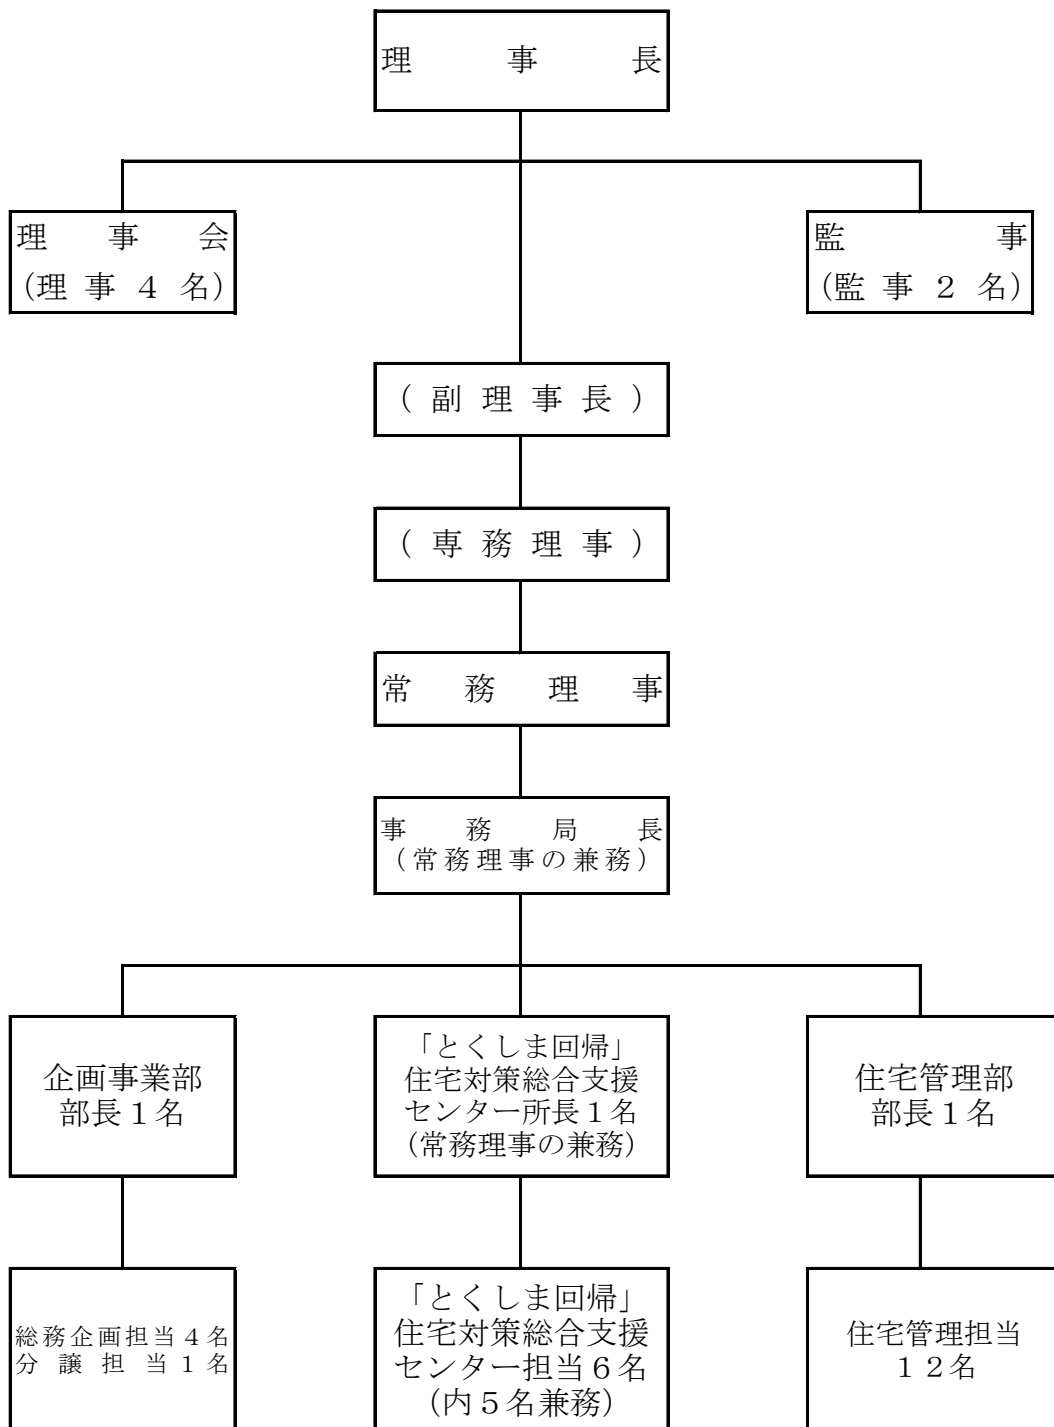 理事長
理事会
（理事４名）
監事
（監事２名）
（副理事長）
（専務理事）
常務理事
事務局長
（常務理事の兼務）
企画事業部
部長１名
「とくしま回帰」
住宅対策総合支援
センター所長１名
（常務理事の兼務）
住宅管理部
部長１名
総務企画担当４名
分譲担当１名
「とくしま回帰」
住宅対策総合支援
センター担当６名
（内５名兼務）
住宅管理担当
１２名